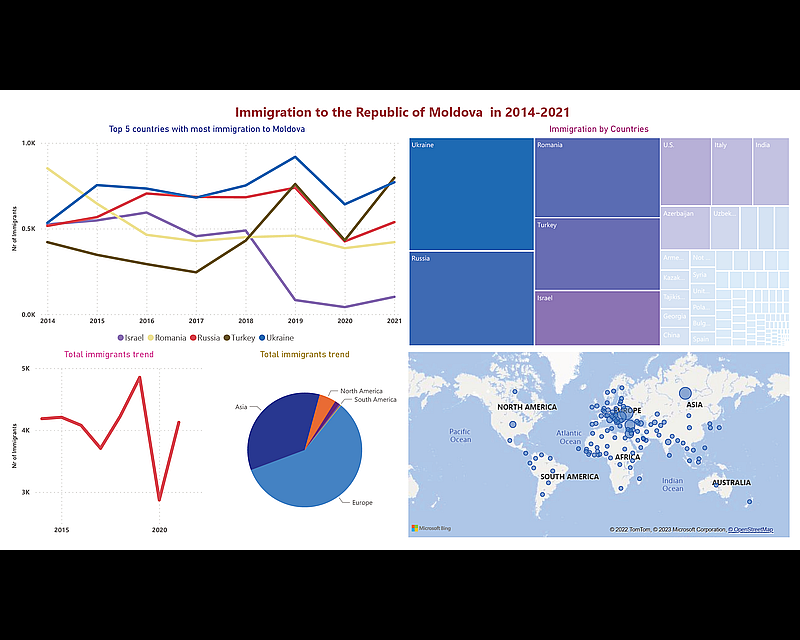 Immigration to the Republic of Moldova in 2014-2021
Top 5 countries with most immigration to Moldova
Nr of Immigrants
1.0K
0.5K
0.0K
2014 2015 2016 2017 2018 2019 2020 2021
Israel Romania Russia Turkey Ukraine
Immigration by Countries
Ukraine
Russia
Romania
Turkey
Israel
U.S.
Italy
India
Azerbaijan
Uzbek...
Arme...
Kazak...
Tajikis...
Georgia
China
Not ...
Syria
Unit...
Pola...
Bulg...
Spain
Total immigrants trend
Nr of Immigrants
5K
4K
3K
2015 2020
Total immigrants trend
Asia
North America
South America
Europe
NORTH AMERICA
EUROPE
ASIA
Pacific
Ocean
Atlantic
Ocean
AFRICA
SOUTH AMERICA
Indian
Ocean
AUSTRALIA
Microsoft Bing
© 2022 TomTom, © 2023 Microsoft Corporation, © OpenStreetMap